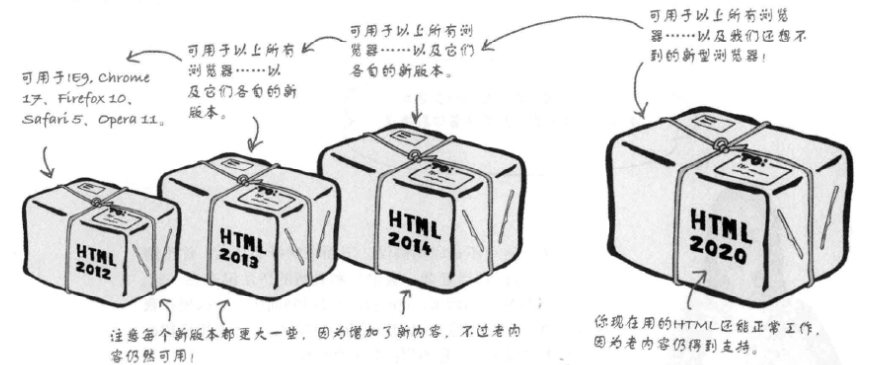 可用于IE9, Chrome
17、Firefox 10、
Safari 5、Opera 11。
可用于以上所有
浏览器……以
及它们各自的新
版本。
可用于以上所有浏
览器……以及它们
各自的新版本。
可用于以上所有浏览
器……以及我们还想不
到的新型浏览器！
TO:
HTML
2012
TO:
HTML
2013
TO:
HTML
2014
TO:
HTML
2020
注意每个新版本都更大一些，因为增加了新内容，不过老内
容仍然可用！
你现在用的HTML还能正常工作，
因为老内容仍得到支持。